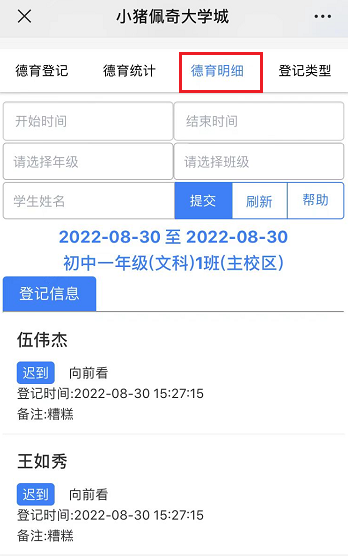 小猪佩奇大学城
德育登记 德育统计 德育明细 登记类型
开始时间 结束时间
请选择年级 请选择班级
学生姓名 提交 刷新 帮助
2022-08-30 至 2022-08-30
初中一年级(文科)1班(主校区)
登记信息
伍伟杰
迟到 向前看
登记时间:2022-08-30 15:27:15
备注:糟糕
王如秀
迟到 向前看
登记时间:2022-08-30 15:27:15
备注:糟糕